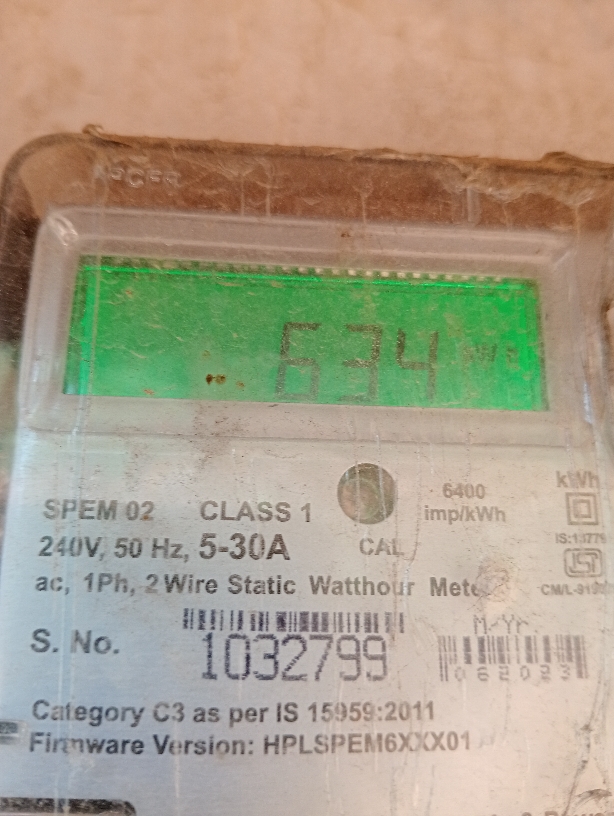 634
SPEM 02 CLASS 1
6400
imp/kWh
kWh
240V, 50 Hz, 5-30A
CAL
ac, 1Ph, 2 Wire Static Watthour
S. No.
1032799
M-Yr.
062023
Category C3 as per IS 15959:2011
Firmware Version: HPLSPEM6XXX01